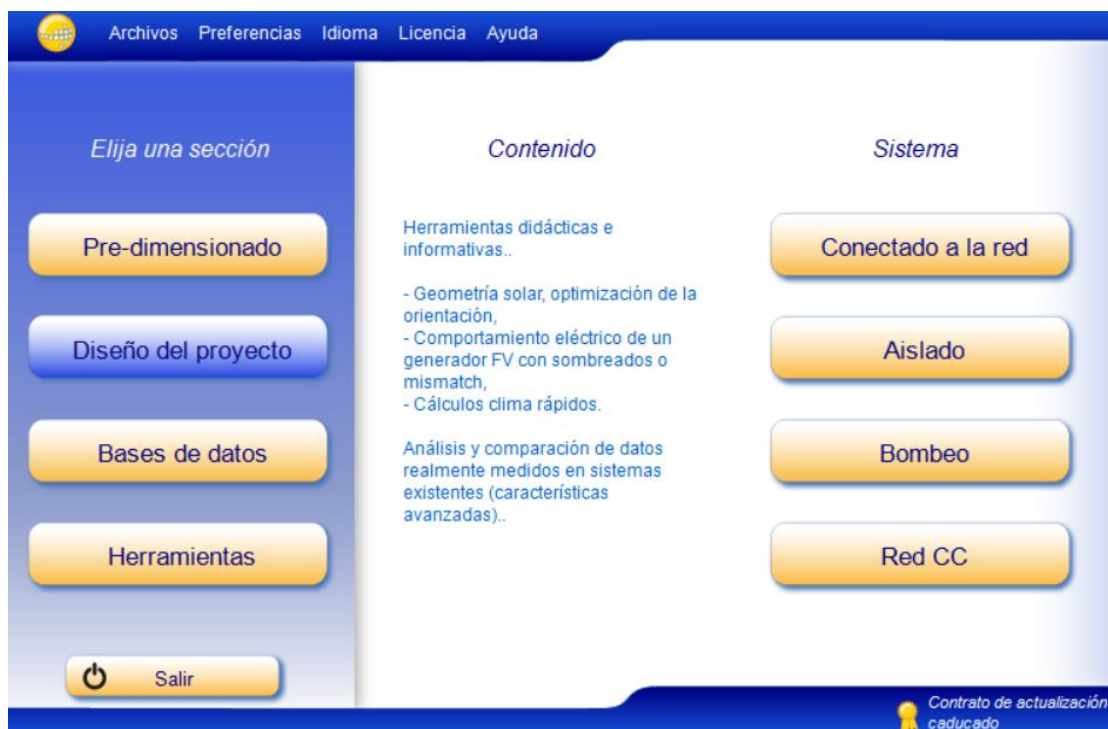 Archivos Preferencias Idioma Licencia Ayuda
Elija una sección
Pre-dimensionado
Diseño del proyecto
Bases de datos
Herramientas
Salir
Contenido
Herramientas didácticas e
informativas..
- Geometría solar, optimización de la
orientación,
- Comportamiento eléctrico de un
generador FV con sombreados o
mismatch,
- Cálculos clima rápidos.
Análisis y comparación de datos
realmente medidos en sistemas
existentes (características
avanzadas)..
Sistema
Conectado a la red
Aislado
Bombeo
Red CC
Contrato de actualización
caducado